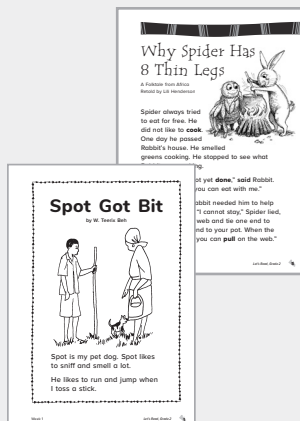 Why Spider Has
8 Thin Legs
A Folktale from Africa
Retold by Lili Henderson
Spider always tried
to eat for free. He
did not like to cook.
One day he passed
Rabbit's house. He smelled
greens cooking. He stopped to see what
yet done," said Rabbit.
you can eat with me."
abbit needed him to help
"I cannot stay," Spider lied,
web and tie one end to
nd to your pot. When the
you can pull on the web."
Spot Got Bit
by W. Teerix Beh
Spot is my pet dog. Spot likes
to sniff and smell a lot.
He likes to run and jump when
I toss a stick.